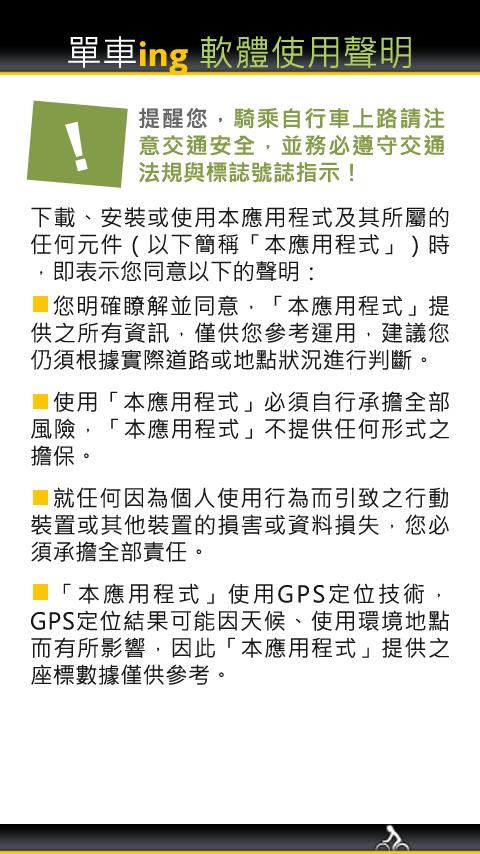 單車ing 軟體使用聲明
提醒您，騎乘自行車上路請注
意交通安全，並務必遵守交通
法規與標誌號誌指示！
下載、安裝或使用本應用程式及其所屬的
任何元件（以下簡稱「本應用程式」）時
，即表示您同意以下的聲明：
您明確瞭解並同意，「本應用程式」提
供之所有資訊，僅供您參考運用，建議您
仍須根據實際道路或地點狀況進行判斷。
使用「本應用程式」必須自行承擔全部
風險，「本應用程式」不提供任何形式之
擔保。
就任何因為個人使用行為而引致之行動
裝置或其他裝置的損害或資料損失，您必
須承擔全部責任。
「本應用程式」使用GPS定位技術，
GPS定位結果可能因天候、使用環境地點
而有所影響，因此「本應用程式」提供之
座標數據僅供參考。